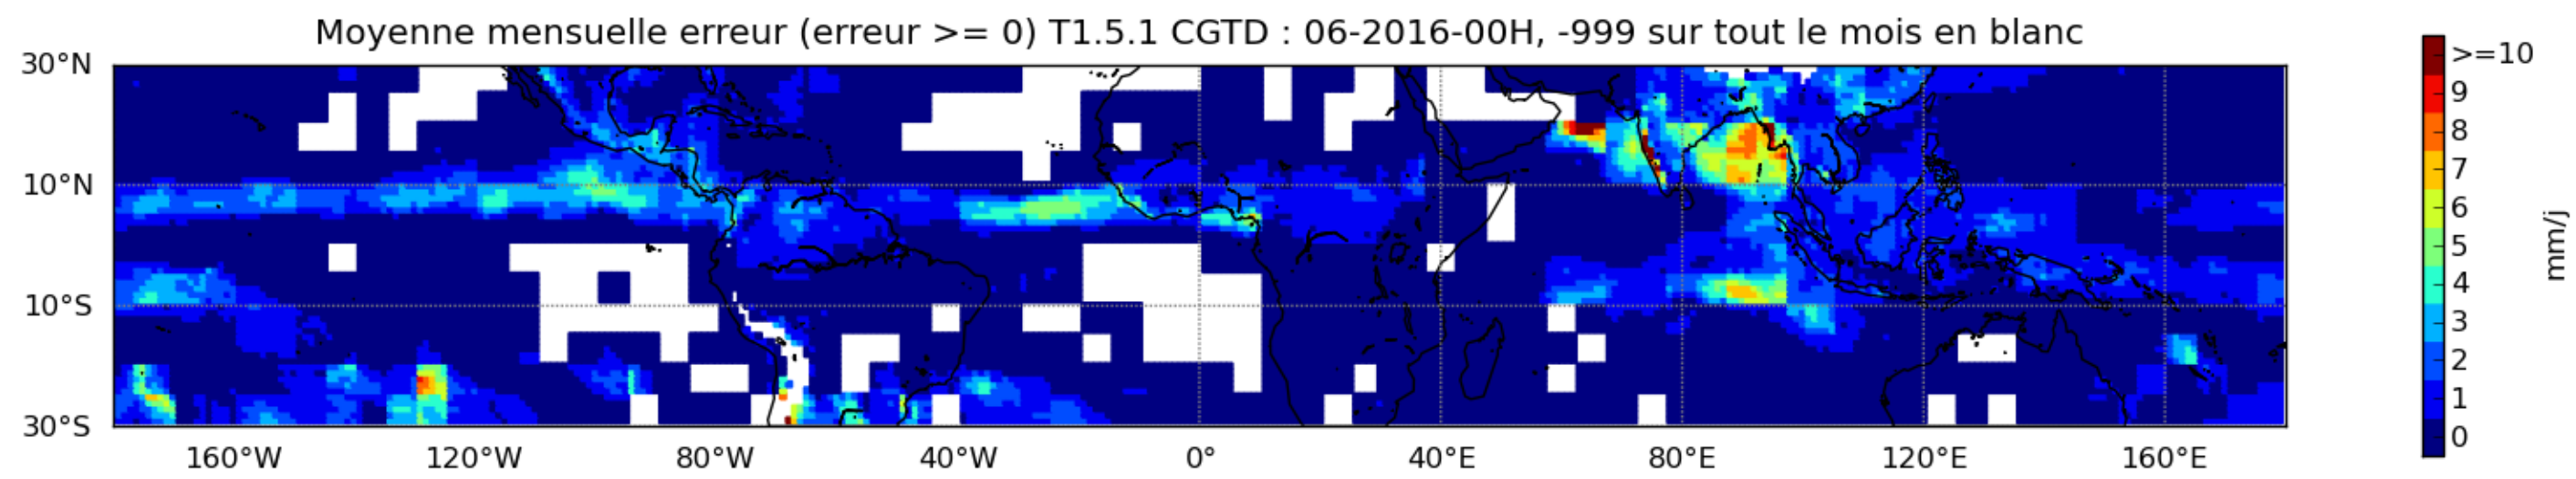 Moyenne mensuelle erreur (erreur >= 0) T1.5.1 CGTD : 06-2016-00H, -999 sur tout le mois en blanc
30°N
10°N
10°S
30°S
160°W 120°W 80°W 40°W 0° 40°E 80°E 120°E 160°E
>=10
9
8
7
6
5
4
3
2
1
0
mm/j